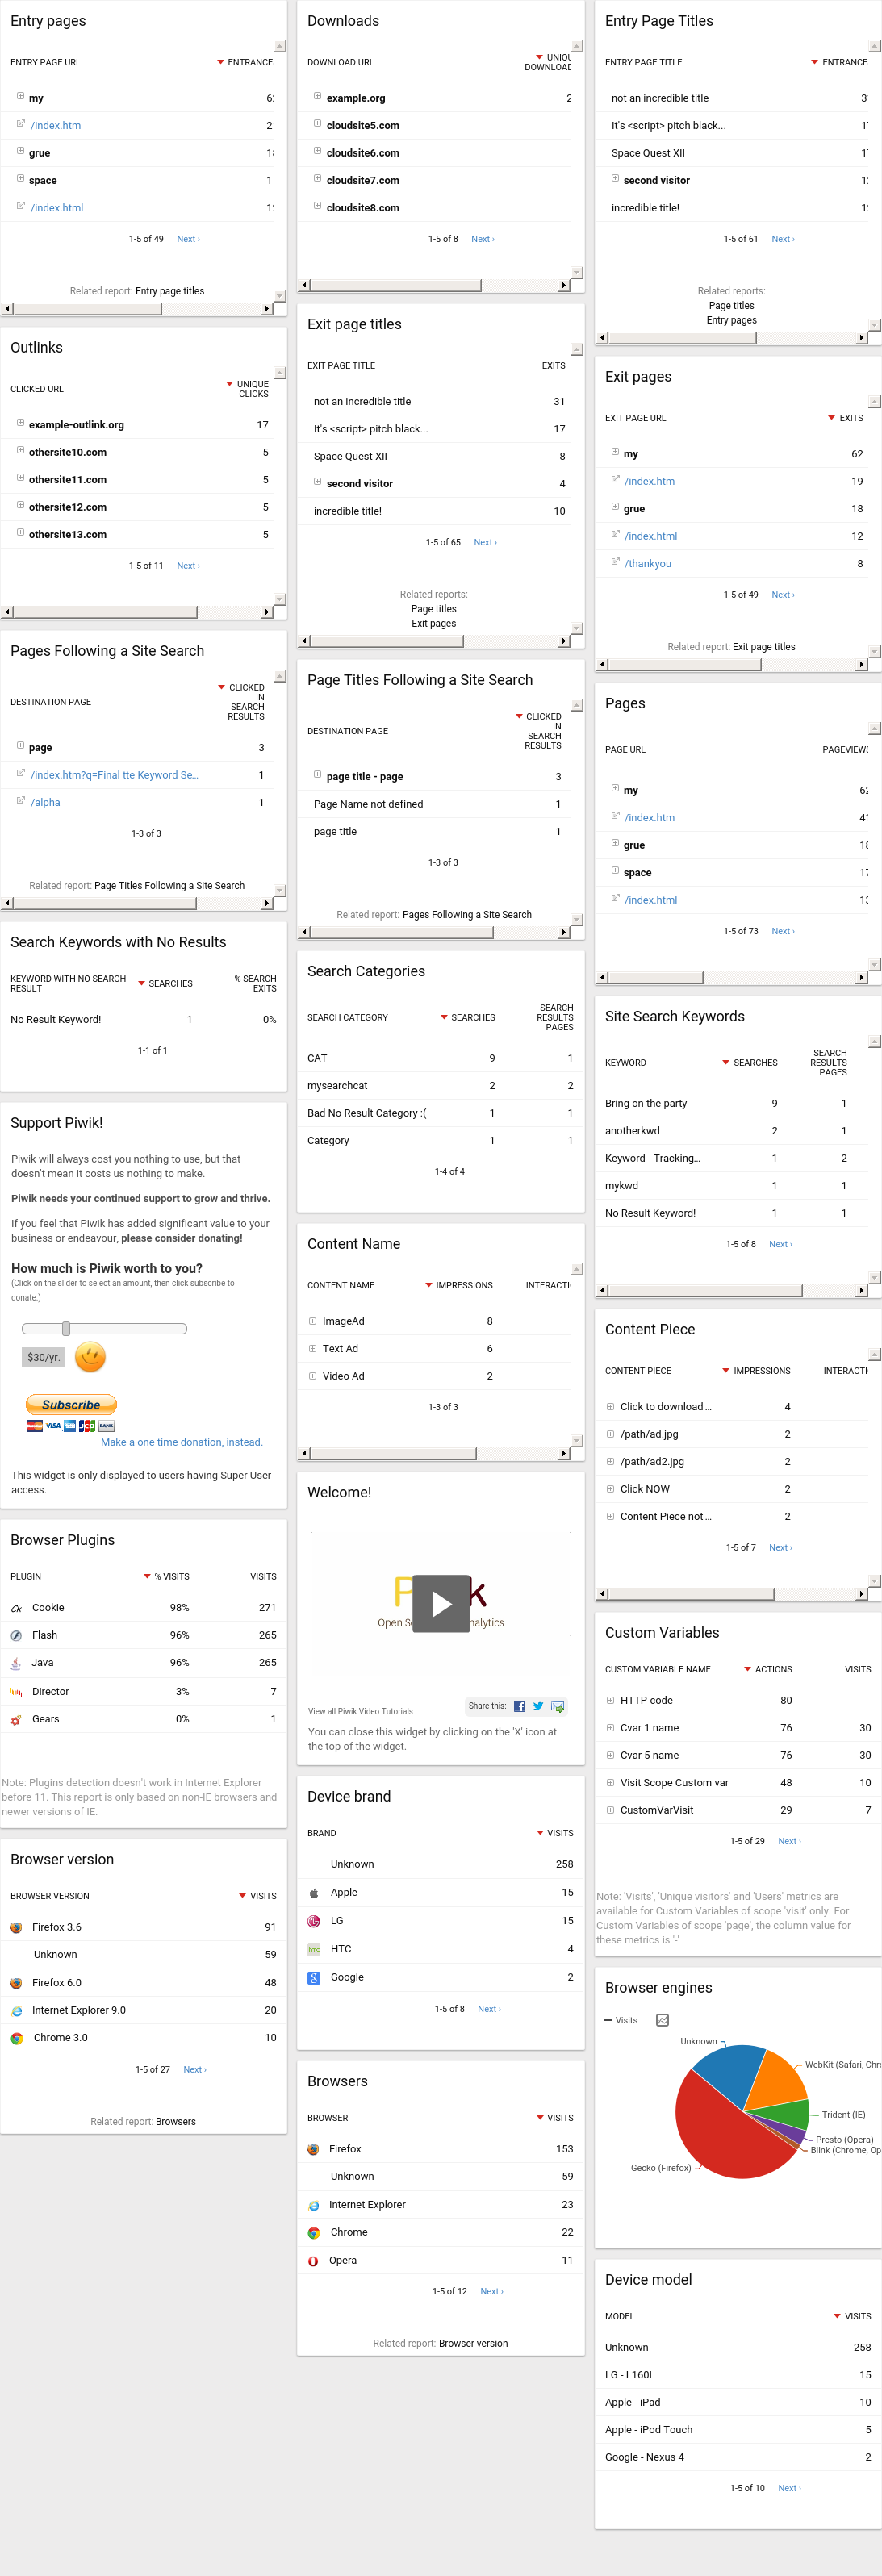 Entry pages
ENTRY PAGE URL ENTRANCE
my
/index.htm
grue
space
/index.html
1-5 of 49 Next ›
Related report: Entry page titles
Outlinks
CLICKED URL UNIQUE
CLICKS
example-outlink.org 17
othersite10.com 5
othersite11.com 5
othersite12.com 5
othersite13.com 5
1-5 of 11 Next ›
Pages Following a Site Search
DESTINATION PAGE CLICKED
IN
SEARCH
RESULTS
page 3
/index.htm?q=Final tte Keyword Se... 1
/alpha 1
1-3 of 3
Related report: Page Titles Following a Site Search
Search Keywords with No Results
KEYWORD WITH NO SEARCH
RESULT SEARCHES % SEARCH
EXITS
No Result Keyword! 1 0%
1-1 of 1
Support Piwik!
Piwik will always cost you nothing to use, but that
doesn't mean it costs us nothing to make.
Piwik needs your continued support to grow and thrive.
If you feel that Piwik has added significant value to your
business or endeavour, please consider donating!
How much is Piwik worth to you?
(Click on the slider to select an amount, then click subscribe to
donate.)
$30/yr.
Subscribe
VISA
BANK
Make a one time donation, instead.
This widget is only displayed to users having Super User
access.
Browser Plugins
PLUGIN % VISITS VISITS
Cookie 98% 271
Flash 96% 265
Java 96% 265
Director 3% 7
Gears 0% 1
Note: Plugins detection doesn't work in Internet Explorer
before 11. This report is only based on non-IE browsers and
newer versions of IE.
Browser version
BROWSER VERSION VISITS
Firefox 3.6 91
Unknown 59
Firefox 6.0 48
Internet Explorer 9.0 20
Chrome 3.0 10
1-5 of 27 Next ›
Related report: Browsers
Downloads
DOWNLOAD URL
example.org
cloudsite5.com
cloudsite6.com
cloudsite7.com
cloudsite8.com
1-5 of 8 Next ›
Exit page titles
EXIT PAGE TITLE EXITS
not an incredible title 31
It's <script> pitch black... 17
Space Quest XII 8
second visitor 4
incredible title! 10
1-5 of 65 Next ›
Related reports:
Page titles
Exit pages
Page Titles Following a Site Search
DESTINATION PAGE CLICKED
IN
SEARCH
RESULTS
page title - page 3
Page Name not defined 1
page title 1
1-3 of 3
Related report: Pages Following a Site Search
Search Categories
SEARCH CATEGORY SEARCHES SEARCH
RESULTS
PAGES
CAT 9 1
mysearchcat 2 2
Bad No Result Category :( 1 1
Category 1 1
1-4 of 4
Content Name
CONTENT NAME IMPRESSIONS INTERACTI
ImageAd 8
Text Ad 6
Video Ad 2
1-3 of 3
Welcome!
View all Piwik Video Tutorials Share this:
You can close this widget by clicking on the 'X' icon at
the top of the widget.
Device brand
BRAND VISITS
Unknown 258
Apple 15
LG 15
HTC 4
Google 2
1-5 of 8 Next ›
Browsers
BROWSER VISITS
Firefox 153
Unknown 59
Internet Explorer 23
Chrome 22
Opera 11
1-5 of 12 Next ›
Related report: Browser version
Entry Page Titles
ENTRY PAGE TITLE ENTRANCE
not an incredible title
It's <script> pitch black...
Space Quest XII
second visitor
incredible title!
1-5 of 61 Next ›
Related reports:
Page titles
Entry pages
Exit pages
EXIT PAGE URL EXITS
my 62
/index.htm 19
grue 18
/index.html 12
/thankyou 8
1-5 of 49 Next ›
Related report: Exit page titles
Pages
PAGE URL PAGEVIEWS
my 62
/index.htm 41
grue 18
space 17
/index.html 13
1-5 of 73 Next ›
Site Search Keywords
KEYWORD SEARCHES SEARCH
RESULTS
PAGES
Bring on the party 9 1
anotherkwd 2 1
Keyword - Tracking... 1 2
mykwd 1 1
No Result Keyword! 1 1
1-5 of 8 Next ›
Content Piece
CONTENT PIECE IMPRESSIONS INTERACTI
Click to download ... 4
/path/ad.jpg 2
/path/ad2.jpg 2
Click NOW 2
Content Piece not ... 2
1-5 of 7 Next ›
Custom Variables
CUSTOM VARIABLE NAME ACTIONS VISITS
HTTP-code 80 -
Cvar 1 name 76 30
Cvar 5 name 76 30
Visit Scope Custom var 48 10
CustomVarVisit 29 7
1-5 of 29 Next ›
Note: 'Visits', 'Unique visitors' and 'Users' metrics are
available for Custom Variables of scope 'visit' only. For
Custom Variables of scope 'page', the column value for
these metrics is '-'
Browser engines
Visits
Unknown
WebKit (Safari, Chro
Trident (IE)
Presto (Opera)
Blink (Chrome, Op
Gecko (Firefox)
Device model
MODEL VISITS
Unknown 258
LG - L160L 15
Apple - iPad 10
Apple - iPod Touch 5
Google - Nexus 4 2
1-5 of 10 Next ›